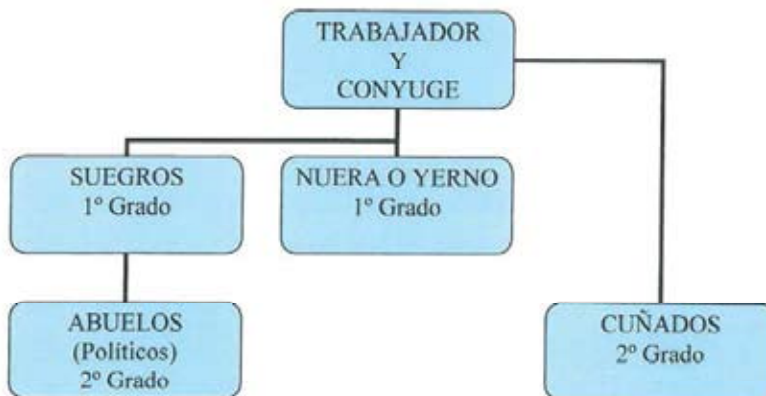 TRABAJADOR
Y
CONYUGE
SUEGROS
1º Grado
NUERA O YERNO
1º Grado
ABUELOS
(Políticos)
2º Grado
CUÑADOS
2º Grado